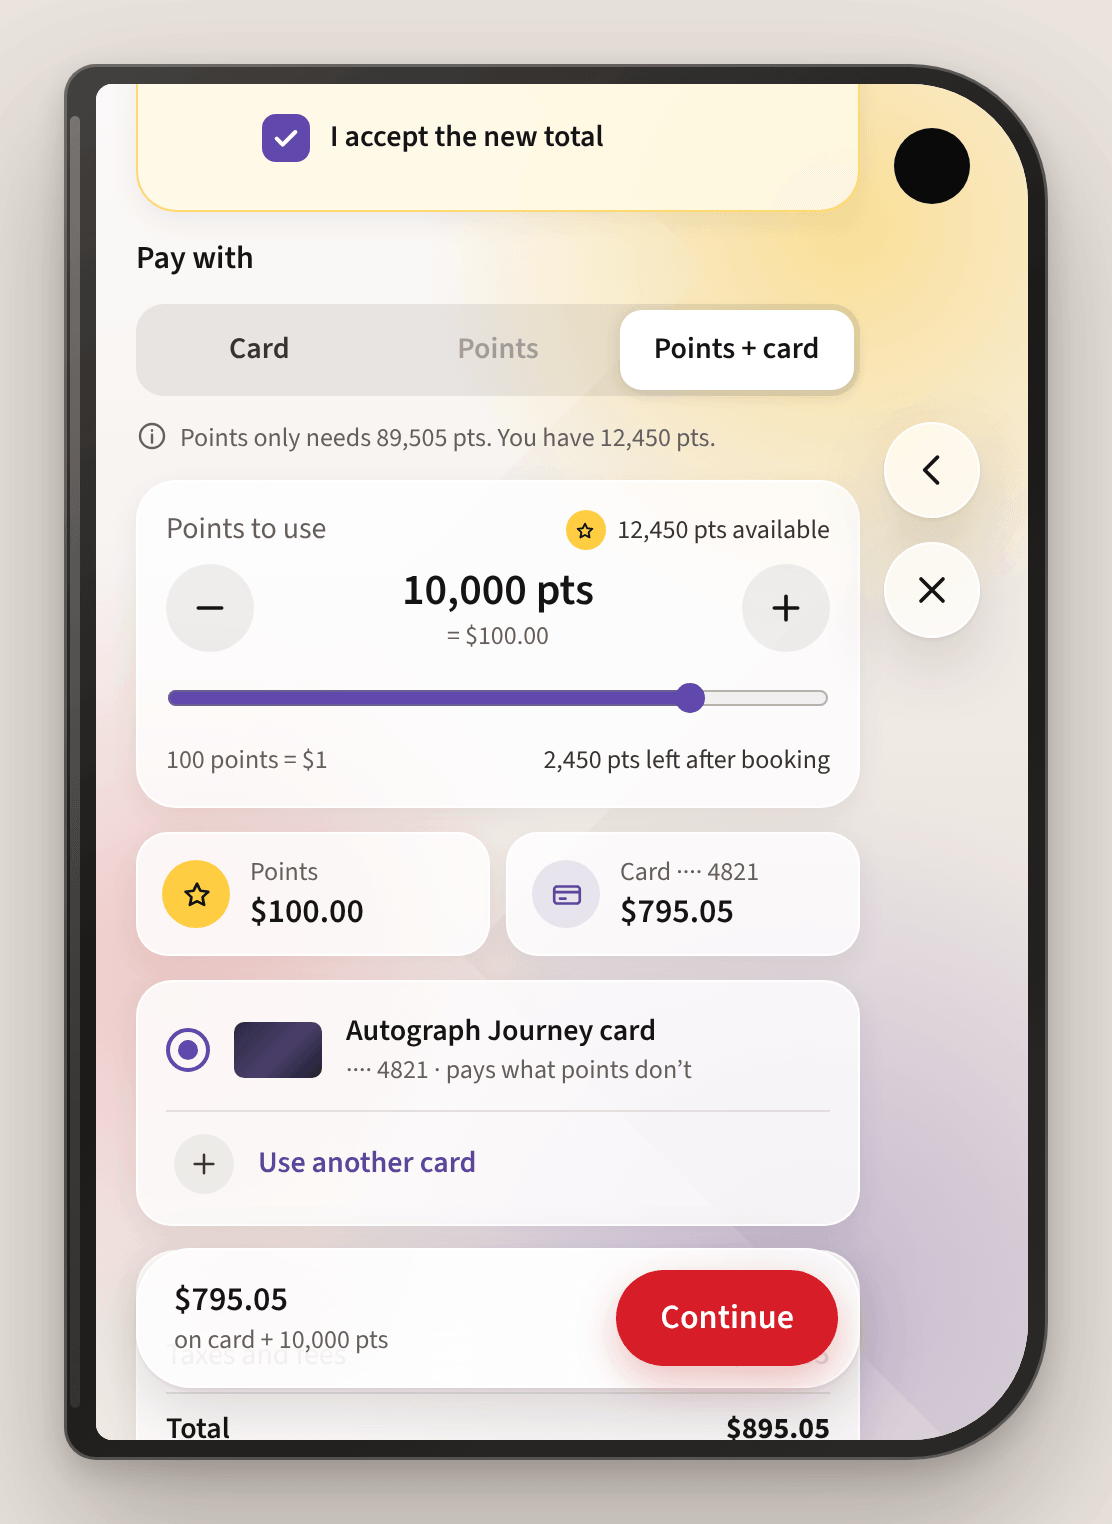 I accept the new total
Pay with
Card
Points
Points + card
Points only needs 89,505 pts. You have 12,450 pts.
Points to use
12,450 pts available
10,000 pts
= $100.00
100 points = $1
2,450 pts left after booking
Points
$100.00
Card ···· 4821
$795.05
Autograph Journey card
···· 4821 · pays what points don’t
Use another card
$795.05
on card + 10,000 pts
Continue
Taxes and fees
Total
$895.05